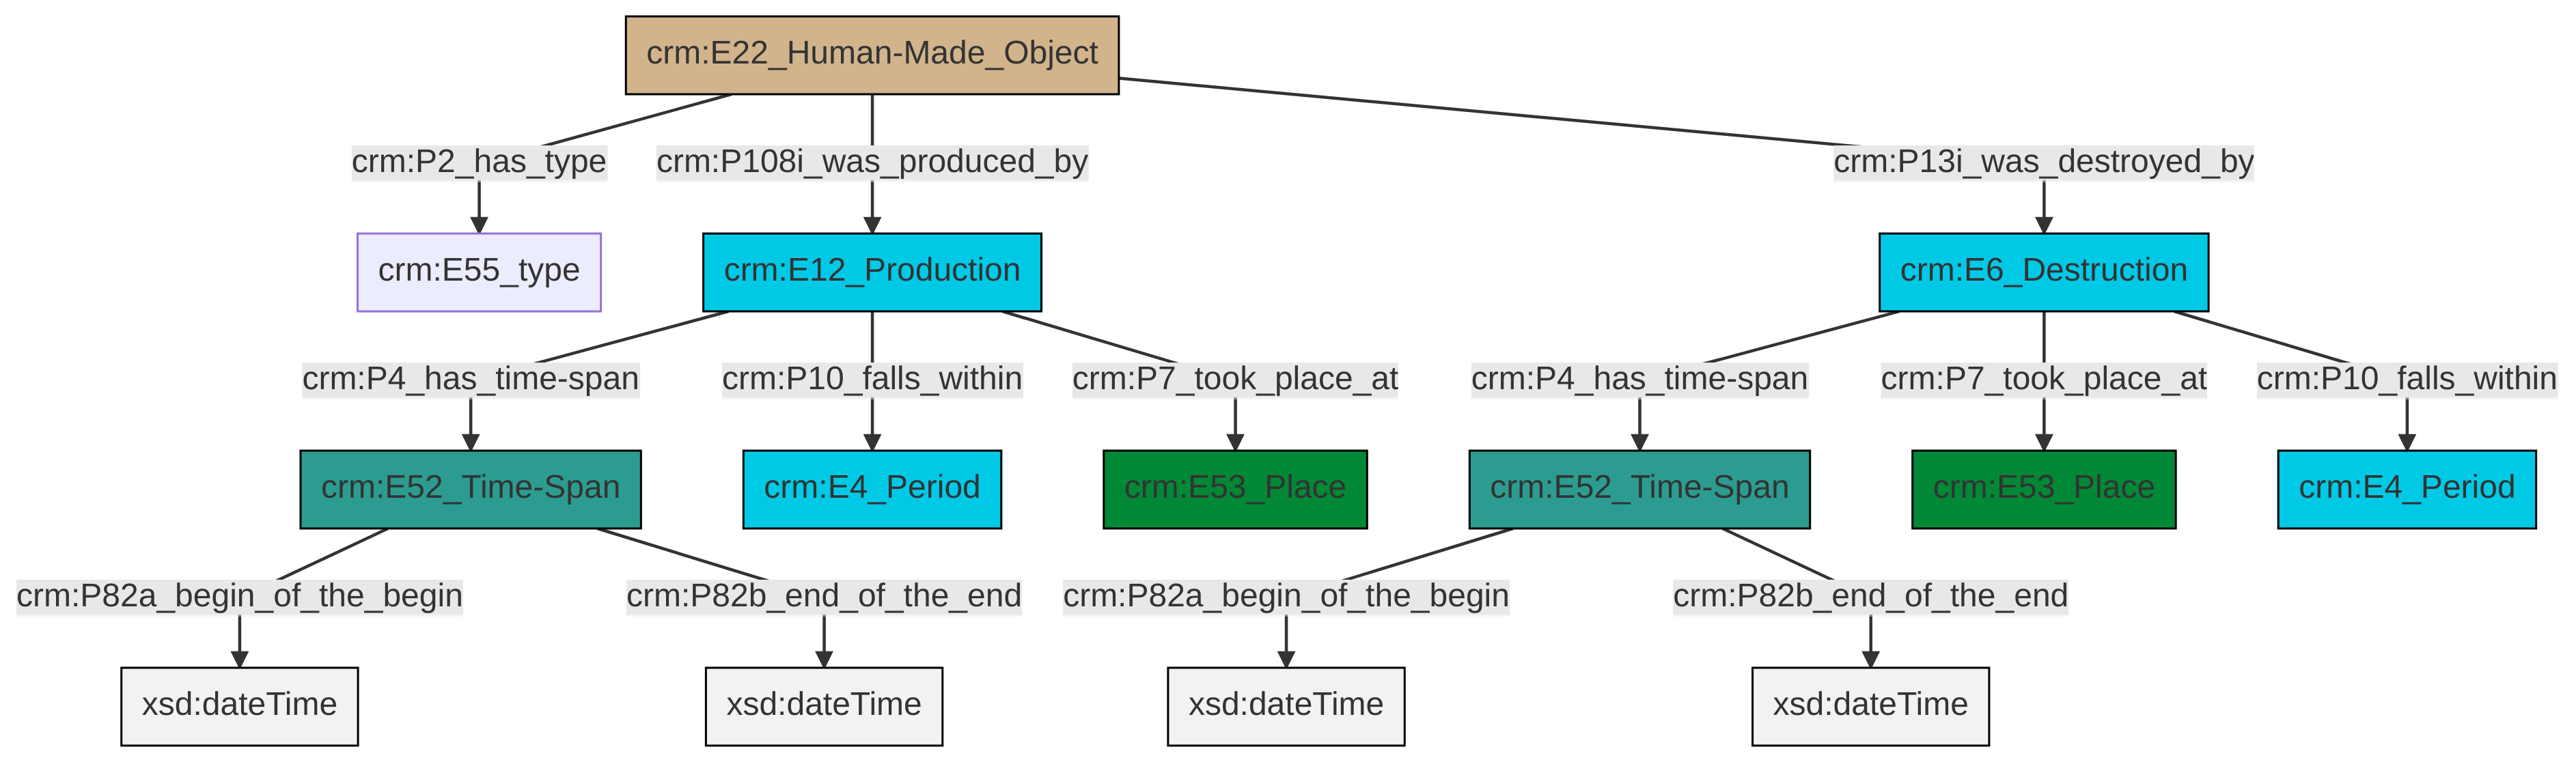 crm:E22_Human-Made_Object
crm:P2_has_type
crm:P108i_was_produced_by
crm:P13i_was_destroyed_by
crm:E55_type
crm:E12_Production
crm:E6_Destruction
crm:P4_has_time-span
crm:P10_falls_within
crm:P7_took_place_at
crm:P4_has_time-span
crm:P7_took_place_at
crm:P10_falls_within
crm:E52_Time-Span
crm:E4_Period
crm:E53_Place
crm:E52_Time-Span
crm:E53_Place
crm:E4_Period
crm:P82a_begin_of_the_begin
crm:P82b_end_of_the_end
crm:P82a_begin_of_the_begin
crm:P82b_end_of_the_end
xsd:dateTime
xsd:dateTime
xsd:dateTime
xsd:dateTime